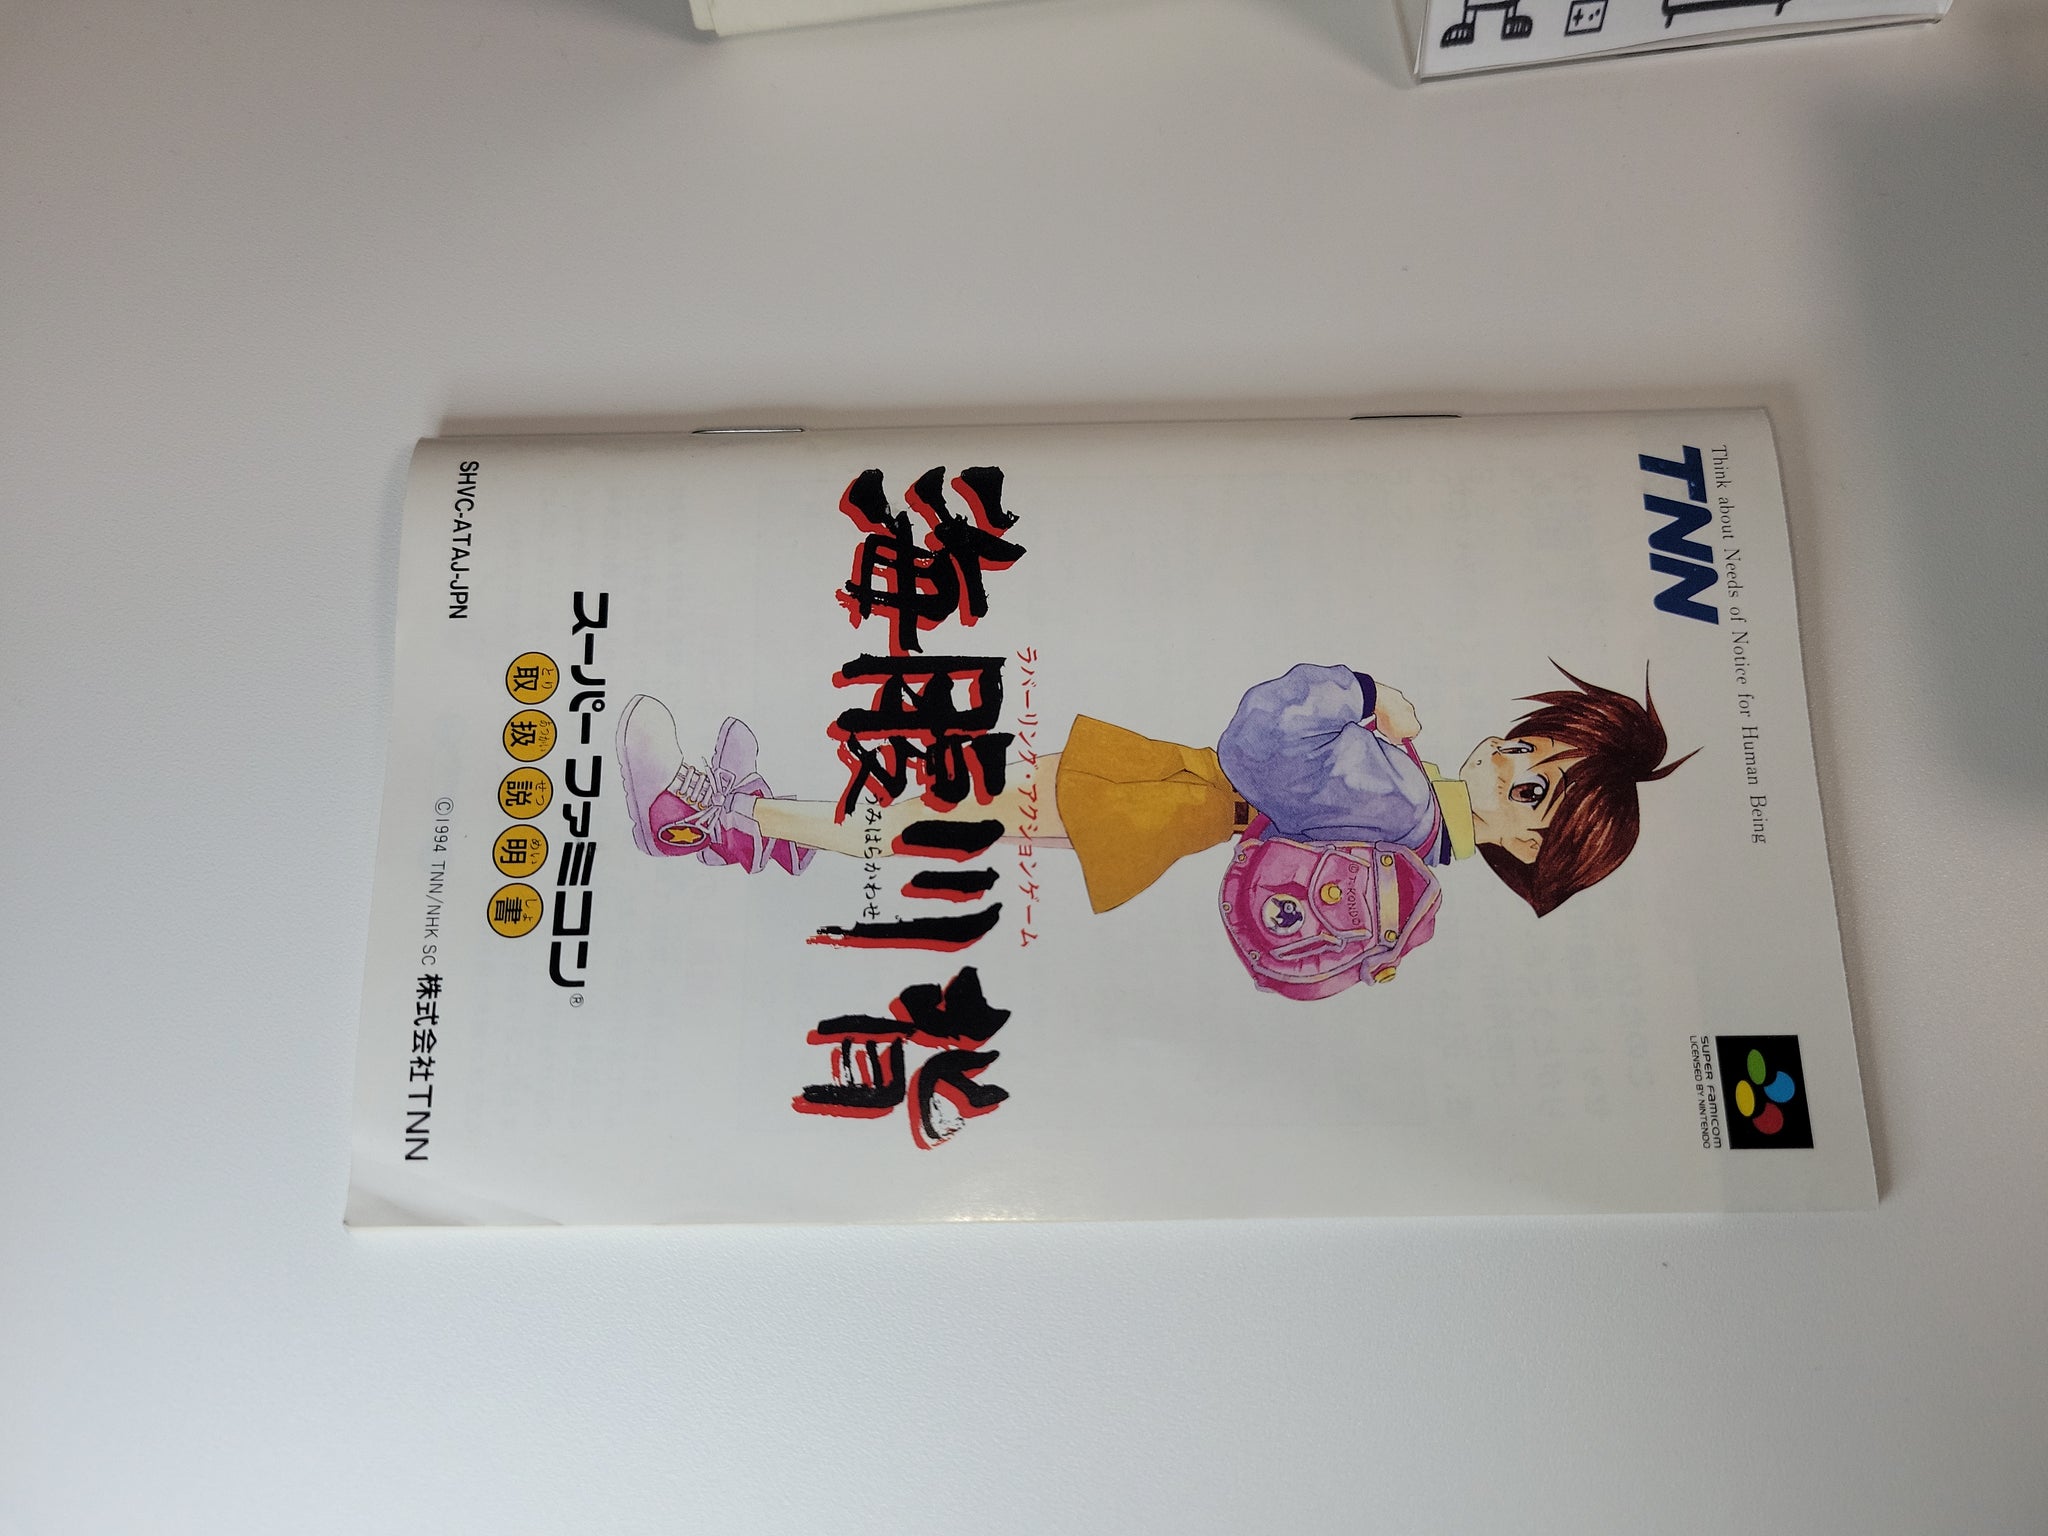 Think about Needs of Notice for Human Being
TNN
SUPER FAMICOM
LICENSED BY NINTENDO
©T.KONDO
ラバーリング・アクションゲーム
海腹川背
うみはらかわせ
スーパーファミコン®
取扱説明書
とりあつかいせつめいしょ
SHVC-ATAJ-JPN
©1994 TNN/NHK SC 株式会社TNN